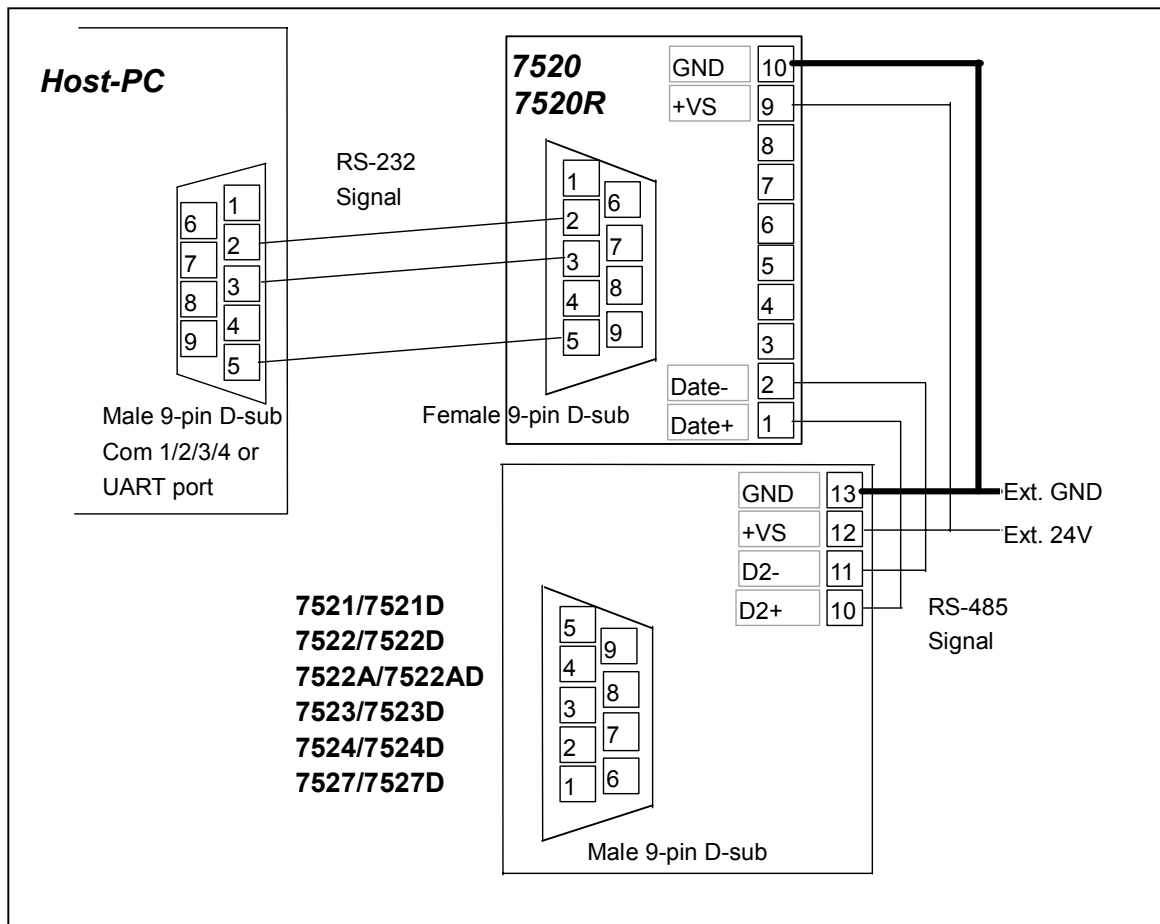 Host-PC
6
7
8
9
1
2
3
4
5
Male 9-pin D-sub
Com 1/2/3/4 or
UART port
RS-232
Signal
7520
7520R
1
2
3
4
5
6
7
8
9
Female 9-pin D-sub
GND 10
+VS 9
8
7
6
5
4
3
Date- 2
Date+ 1
GND 13
+VS 12
D2- 11
D2+ 10
Ext. GND
Ext. 24V
RS-485
Signal
7521/7521D
7522/7522D
7522A/7522AD
7523/7523D
7524/7524D
7527/7527D
5
4
3
2
1
9
8
7
6
Male 9-pin D-sub